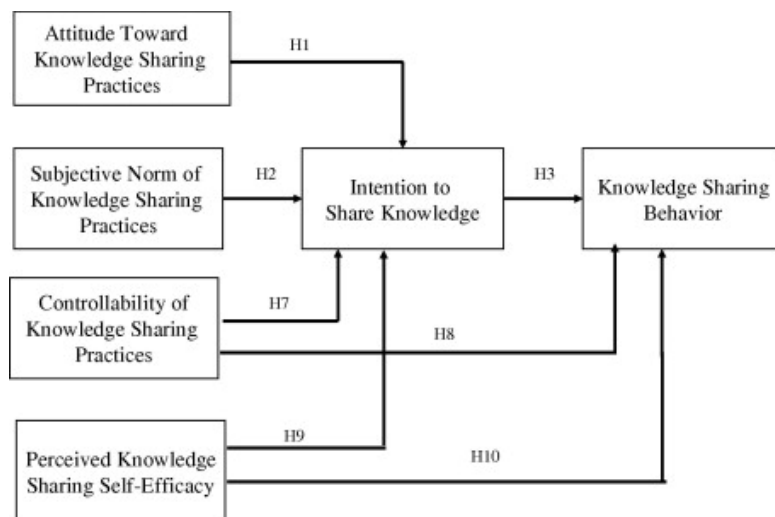 Attitude Toward
Knowledge Sharing
Practices
H1
Subjective Norm of
Knowledge Sharing
Practices
H2
Intention to
Share Knowledge
H3
Knowledge Sharing
Behavior
Controllability of
Knowledge Sharing
Practices
H7
H8
Perceived Knowledge
Sharing Self-Efficacy
H9
H10